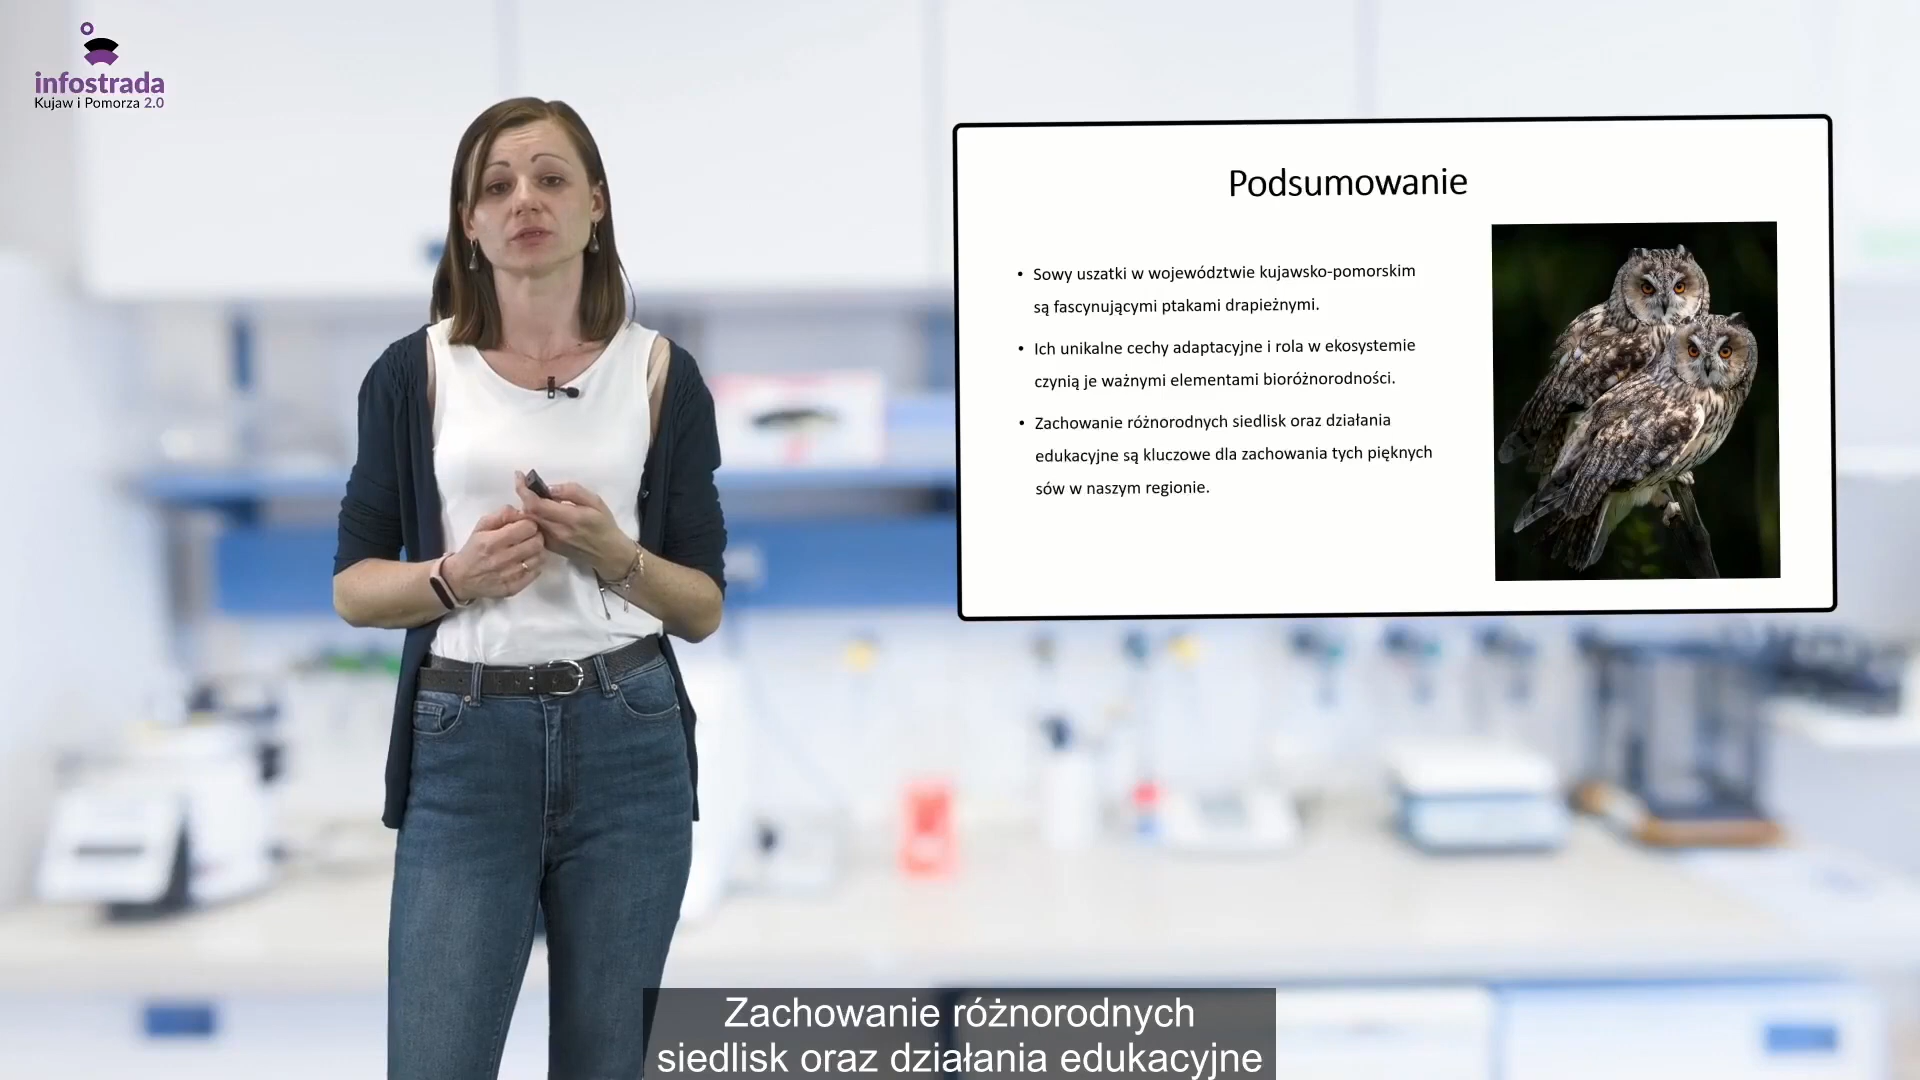 infostrada
Kujaw i Pomorza 2.0
Podsumowanie
• Sowy uszatki w województwie kujawsko-pomorskim
są fascynującymi ptakami drapieżnymi.
• Ich unikalne cechy adaptacyjne i rola w ekosystemie
czynią je ważnymi elementami bioróżnorodności.
• Zachowanie różnorodnych siedlisk oraz działania
edukacyjne są kluczowe dla zachowania tych pięknych
sów w naszym regionie.
Zachowanie różnorodnych
siedlisk oraz działania edukacyjne